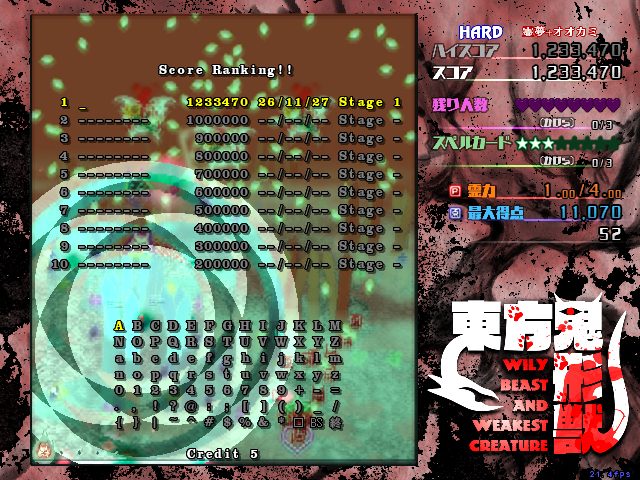 Score Ranking!!
1 _ 1233470 26/11/27 Stage 1
2 -------- 1000000 --/--/-- Stage -
3 -------- 900000 --/--/-- Stage -
4 -------- 800000 --/--/-- Stage -
5 -------- 700000 --/--/-- Stage -
6 -------- 600000 --/--/-- Stage -
7 -------- 500000 --/--/-- Stage -
8 -------- 400000 --/--/-- Stage -
9 -------- 300000 --/--/-- Stage -
10 -------- 200000 --/--/-- Stage -
A B C D E F G H I J K L M
N O P Q R S T U V W X Y Z
a b c d e f g h i j k l m
n o p q r s t u v w x y z
0 1 2 3 4 5 6 7 8 9 + - =
. , ! ? @ : ; [ ] ( ) _ /
{ } | ~ ^ # $ % & * □ BS 終
Credit 5
HARD 霊夢+オオカミ
ハイスコア 1,233,470
スコア 1,233,470
残り人数
(かけら) 0/3
スペルカード ★★★
(かけら) 0/3
P 霊力 1.00/4.00
最大得点 11,070
52
東方鬼形獣
WILY
BEAST
AND
WEAKEST
CREATURE
21.4fps